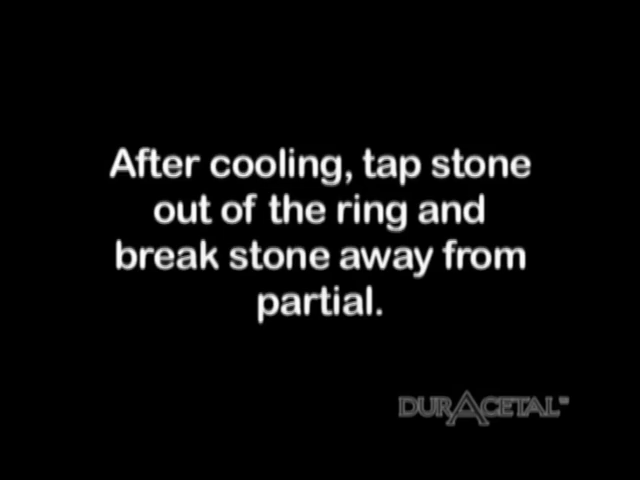 After cooling, tap stone
out of the ring and
break stone away from
partial.
DURACETAL™